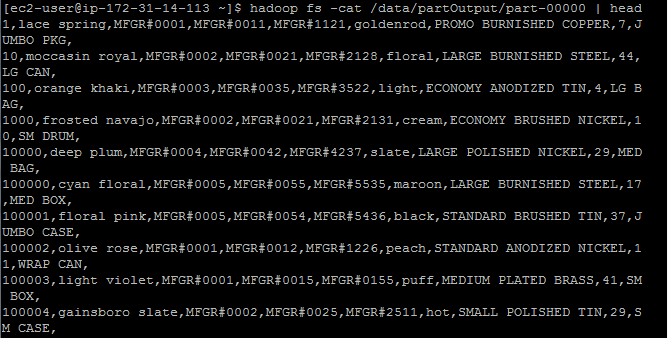 [ec2-user@ip-172-31-14-113 ~]$ hadoop fs -cat /data/partOutput/part-00000 | head
1,lace spring,MFGR#0001,MFGR#0011,MFGR#1121,goldenrod,PROMO BURNISHED COPPER,7,J
UMBO PKG,
10,moccasin royal,MFGR#0002,MFGR#0021,MFGR#2128,floral,LARGE BURNISHED STEEL,44,
LG CAN,
100,orange khaki,MFGR#0003,MFGR#0035,MFGR#3522,light,ECONOMY ANODIZED TIN,4,LG B
AG,
1000,frosted navajo,MFGR#0002,MFGR#0021,MFGR#2131,cream,ECONOMY BRUSHED NICKEL,1
0,SM DRUM,
10000,deep plum,MFGR#0004,MFGR#0042,MFGR#4237,slate,LARGE POLISHED NICKEL,29,MED
 BAG,
100000,cyan floral,MFGR#0005,MFGR#0055,MFGR#5535,maroon,LARGE BURNISHED STEEL,17
,MED BOX,
100001,floral pink,MFGR#0005,MFGR#0054,MFGR#5436,black,STANDARD BRUSHED TIN,37,J
UMBO CASE,
100002,olive rose,MFGR#0001,MFGR#0012,MFGR#1226,peach,STANDARD ANODIZED NICKEL,1
1,WRAP CAN,
100003,light violet,MFGR#0001,MFGR#0015,MFGR#0155,puff,MEDIUM PLATED BRASS,41,SM
 BOX,
100004,gainsboro slate,MFGR#0002,MFGR#0025,MFGR#2511,hot,SMALL POLISHED TIN,29,S
M CASE,